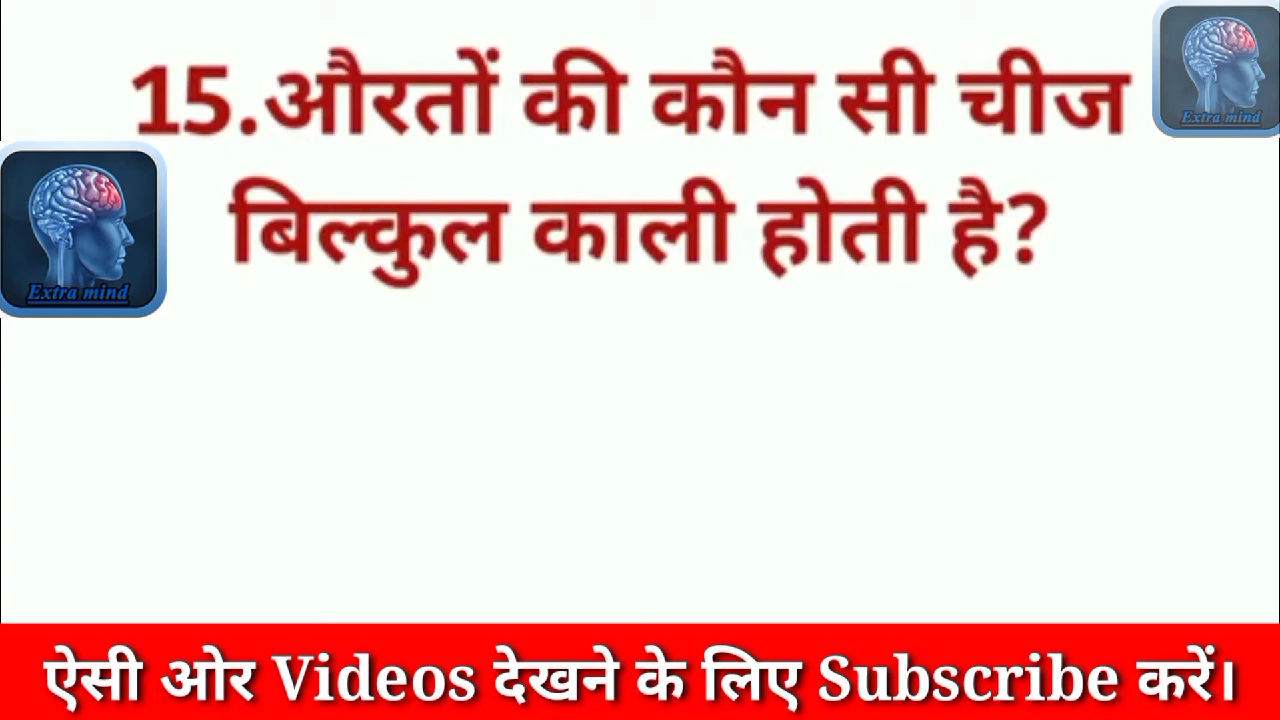 15.औरतों की कौन सी चीज
बिल्कुल काली होती है?
Extra mind
Extra mind
ऐसी ओर Videos देखने के लिए Subscribe करें।